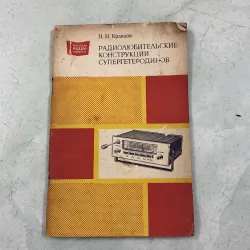 Н. Н. Кравцов
РАДИОЛЮБИТЕЛЬСКИЕ
КОНСТРУКЦИИ
СУПЕРГЕТЕРОДИНОВ